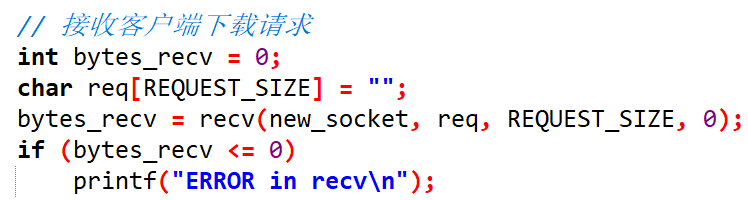 // 接收客户端下载请求
int bytes_recv = 0;
char req[REQUEST_SIZE] = "";
bytes_recv = recv(new_socket, req, REQUEST_SIZE, 0);
if (bytes_recv <= 0)
    printf("ERROR in recv\n");